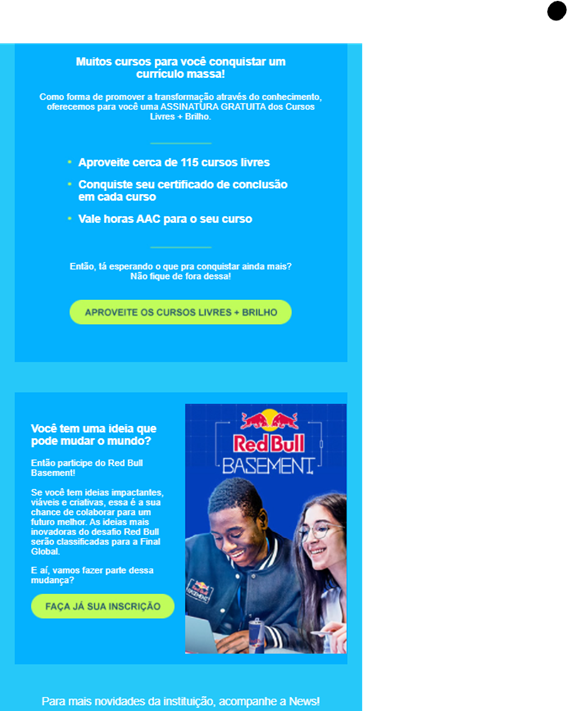 Muitos cursos para você conquistar um
currículo massa!
Como forma de promover a transformação através do conhecimento,
oferecemos para você uma ASSINATURA GRATUITA dos Cursos
Livres + Brilho.
• Aproveite cerca de 115 cursos livres
• Conquiste seu certificado de conclusão
em cada curso
• Vale horas AAC para o seu curso
Então, tá esperando o que pra conquistar ainda mais?
Não fique de fora dessa!
APROVEITE OS CURSOS LIVRES + BRILHO
Você tem uma ideia que
pode mudar o mundo?
Então participe do Red Bull
Basement!
Se você tem ideias impactantes,
viáveis e criativas, essa é a sua
chance de colaborar para um
futuro melhor. As ideias mais
inovadoras do desafio Red Bull
serão classificadas para a Final
Global.
E aí, vamos fazer parte dessa
mudança?
FAÇA JÁ SUA INSCRIÇÃO
Red Bull
BASEMENT
Red Bull
BASEMENT
Para mais novidades da instituição, acompanhe a News!